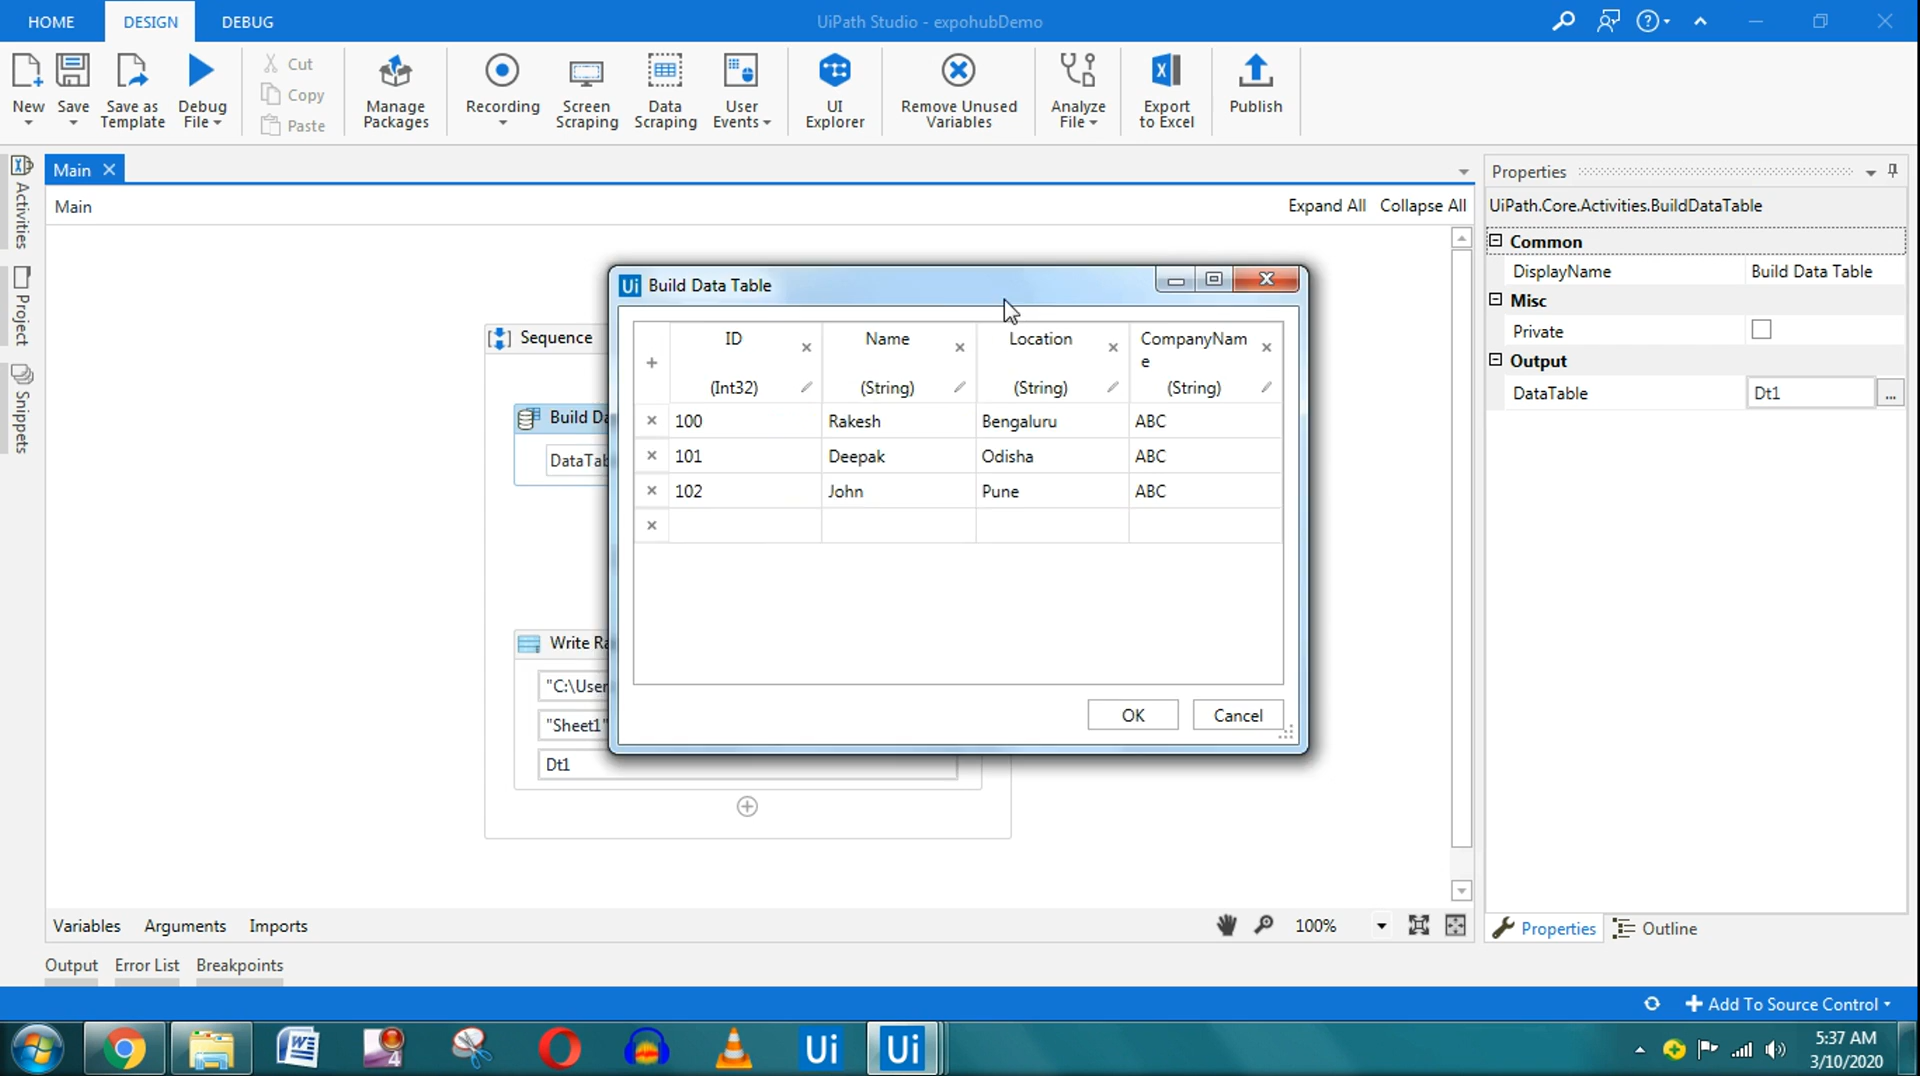 HOME DESIGN DEBUG UiPath Studio - expohubDemo
New Save Save as Template Debug File Cut Copy Paste Manage Packages Recording Screen Scraping Data Scraping User Events UI Explorer Remove Unused Variables Analyze File Export to Excel Publish
Activities
Project
Snippets
Main
Main Expand All Collapse All
Sequence
Build Da
DataTab
Write Ra
"C:\User
"Sheet1"
Dt1
Ui Build Data Table
ID Name Location CompanyNam
e
(Int32) (String) (String) (String)
100 Rakesh Bengaluru ABC
101 Deepak Odisha ABC
102 John Pune ABC
OK Cancel
Properties
UiPath.Core.Activities.BuildDataTable
Common
DisplayName Build Data Table
Misc
Private
Output
DataTable Dt1 ...
Variables Arguments Imports 100%
Properties Outline
Output Error List Breakpoints
Add To Source Control
4 Ui Ui
5:37 AM
3/10/2020